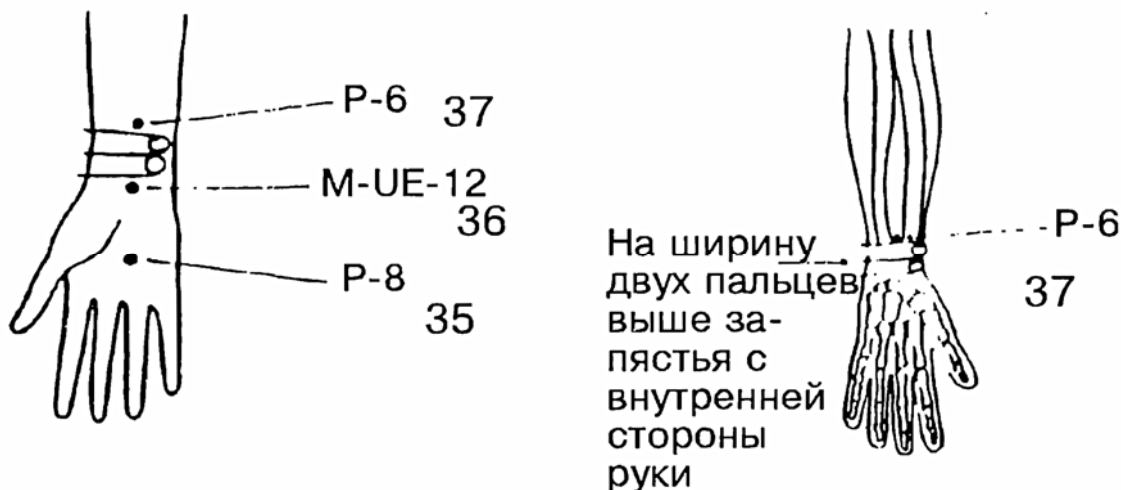 P-6
37
M-UE-12
36
P-8
35
На ширину
двух пальцев
выше за-
пястья с
внутренней
стороны
руки
P-6
37